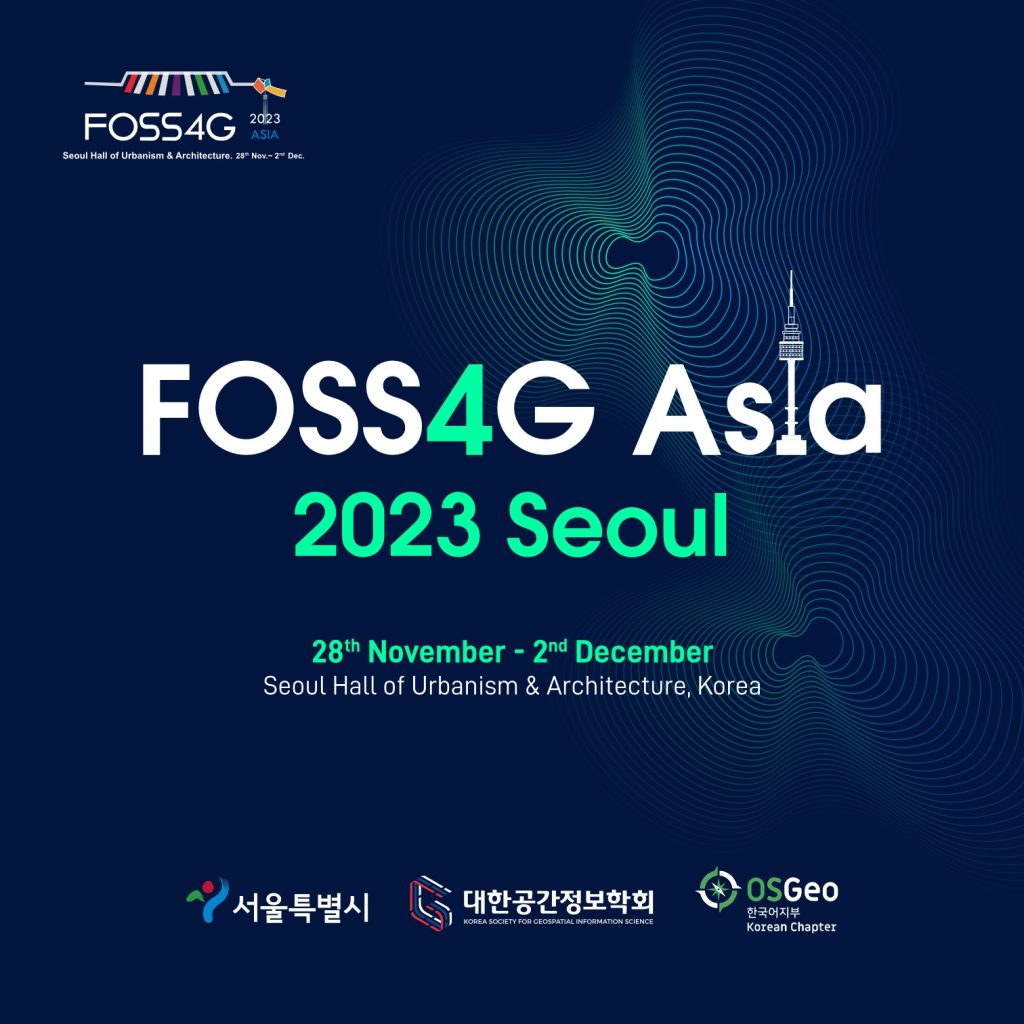 FOSS4G 2023 ASIA
Seoul Hall of Urbanism & Architecture. 28th Nov.~ 2nd Dec.
FOSS4G Asia
2023 Seoul
28th November - 2nd December
Seoul Hall of Urbanism & Architecture, Korea
서울특별시
대한공간정보학회
KOREA SOCIETY FOR GEOSPATIAL INFORMATION SCIENCE
OSGeo
한국어지부
Korean Chapter